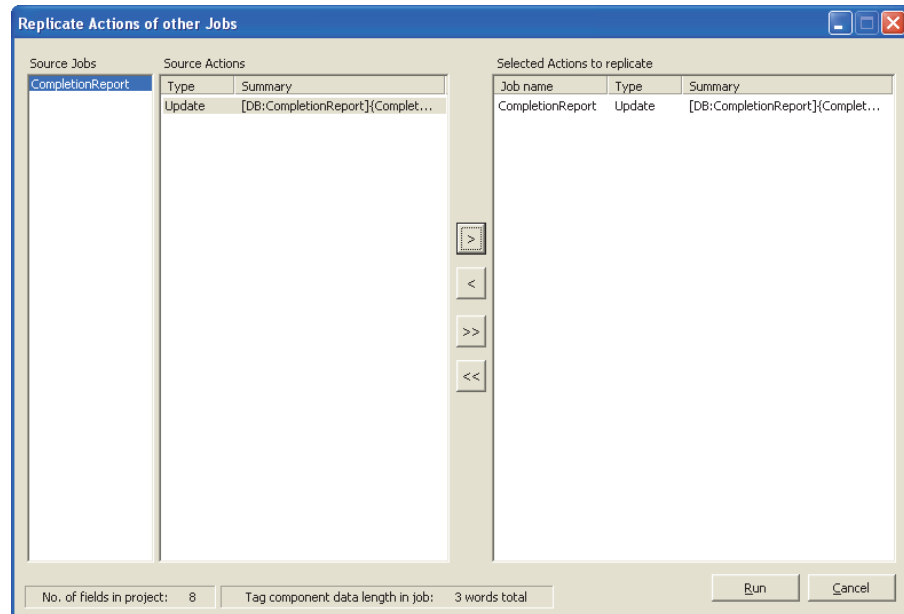 Replicate Actions of other Jobs
Source Jobs Source Actions Selected Actions to replicate
CompletionReport Type Summary Job name Type Summary
Update [DB:CompletionReport]{Complet... CompletionReport Update [DB:CompletionReport]{Complet...
>
<
>>
<<
No. of fields in project: 8 Tag component data length in job: 3 words total Run Cancel